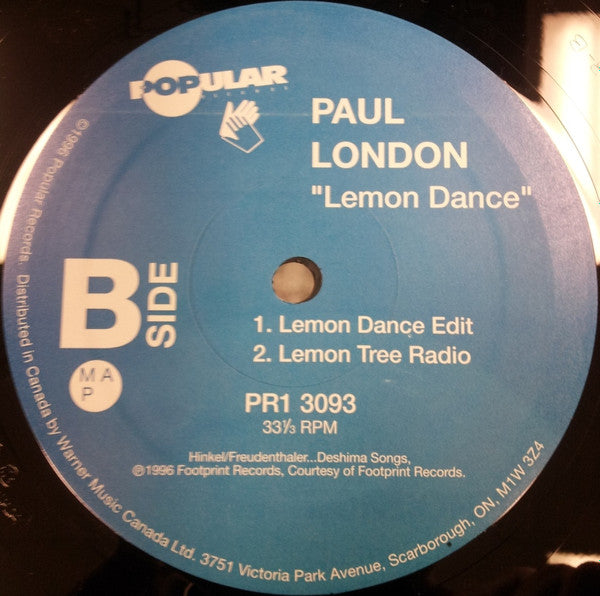 POPULAR
RECORDS
PAUL
LONDON
"Lemon Dance"
B SIDE
1. Lemon Dance Edit
2. Lemon Tree Radio
M A
P
PR1 3093
33⅓ RPM
Hinkel/Freudenthaler...Deshima Songs,
℗1996 Footprint Records, Courtesy of Footprint Records.
©1996 Popular Records. Distributed in Canada by Warner Music Canada Ltd. 3751 Victoria Park Avenue, Scarborough, ON, M1W 3Z4